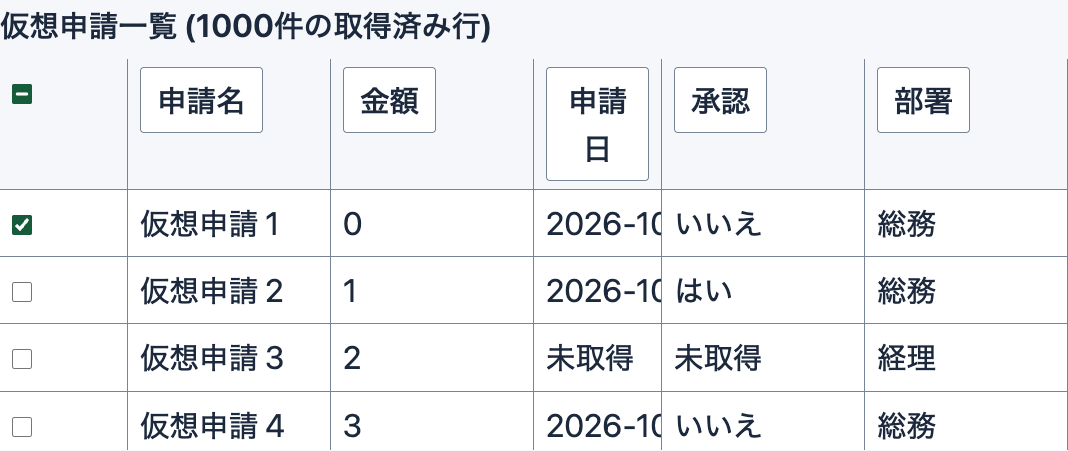 仮想申請一覧 (1000件の取得済み行)
申請名 金額 申請日 承認 部署
仮想申請 1 0 2026-10 いいえ 総務
仮想申請 2 1 2026-10 はい 総務
仮想申請 3 2 未取得 未取得 経理
仮想申請 4 3 2026-10 いいえ 総務